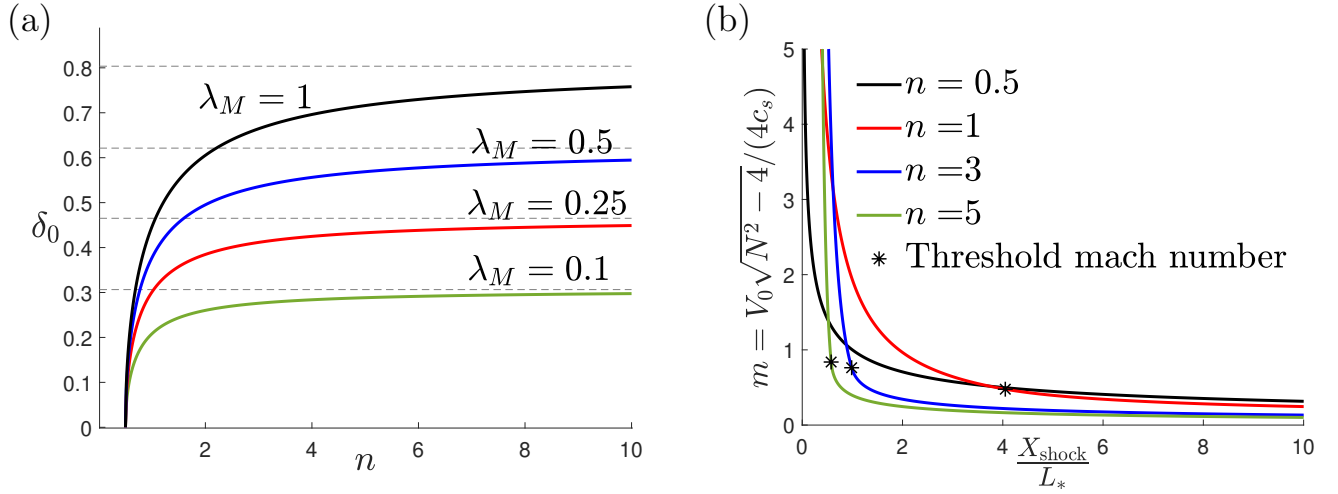 (a)
δ₀
0.8
0.7
0.6
0.5
0.4
0.3
0.2
0.1
0
λ_M = 1
λ_M = 0.5
λ_M = 0.25
λ_M = 0.1
2
4
6
8
10
n
(b)
m = V₀√(N² − 4)/(4c_s)
5
4
3
2
1
0
n = 0.5
n =1
n =3
n =5
* Threshold mach number
0
2
4
6
8
10
X_shock
L_*